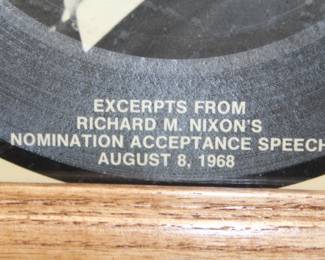 EXCERPTS FROM
RICHARD M. NIXON'S
NOMINATION ACCEPTANCE SPEECH
AUGUST 8, 1968